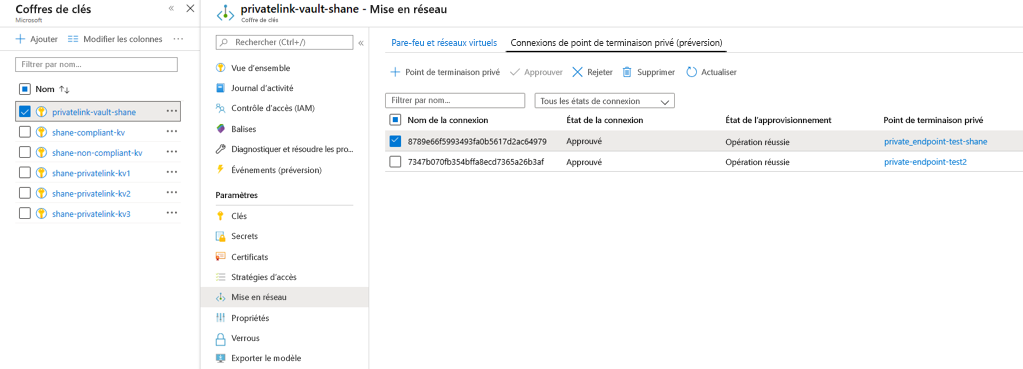 Coffres de clés
Microsoft
Ajouter
Modifier les colonnes
Filtrer par nom...
Nom
privatelink-vault-shane
shane-compliant-kv
shane-non-compliant-kv
shane-privatelink-kv1
shane-privatelink-kv2
shane-privatelink-kv3
privatelink-vault-shane - Mise en réseau
Coffre de clés
Rechercher (Ctrl+/)
Vue d'ensemble
Journal d'activité
Contrôle d'accès (IAM)
Balises
Diagnostiquer et résoudre les pro...
Événements (préversion)
Paramètres
Clés
Secrets
Certificats
Stratégies d'accès
Mise en réseau
Propriétés
Verrous
Exporter le modèle
Pare-feu et réseaux virtuels
Connexions de point de terminaison privé (préversion)
Point de terminaison privé
Approuver
Rejeter
Supprimer
Actualiser
Filtrer par nom...
Tous les états de connexion
Nom de la connexion État de la connexion État de l'approvisionnement Point de terminaison privé
8789e66f5993493fa0b5617d2ac64979 Approuvé Opération réussie private_endpoint-test-shane
7347b070fb354bffa8ecd7365a26b3af Approuvé Opération réussie private-endpoint-test2